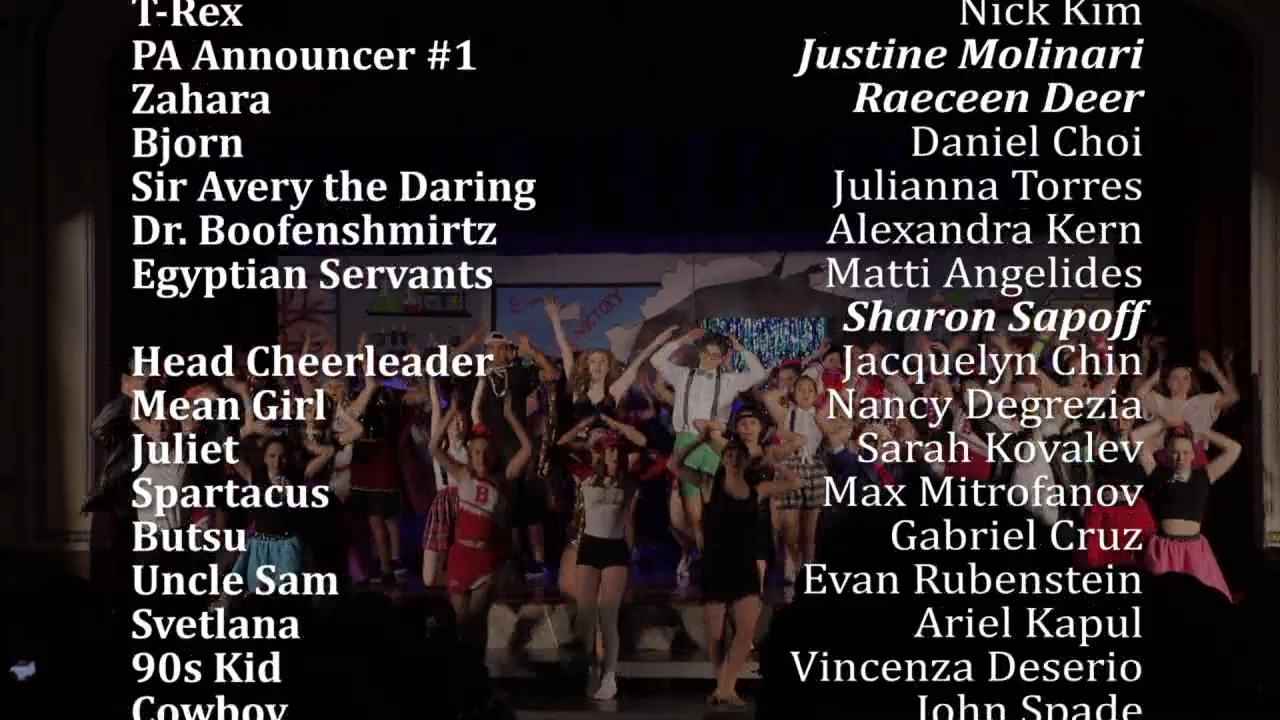 T-Rex Nick Kim
PA Announcer #1 Justine Molinari
Zahara Raeceen Deer
Bjorn Daniel Choi
Sir Avery the Daring Julianna Torres
Dr. Boofenshmirtz Alexandra Kern
Egyptian Servants Matti Angelides
Sharon Sapoff
Head Cheerleader Jacquelyn Chin
Mean Girl Nancy Degrezia
Juliet Sarah Kovalev
Spartacus Max Mitrofanov
Butsu Gabriel Cruz
Uncle Sam Evan Rubenstein
Svetlana Ariel Kapul
90s Kid Vincenza Deserio
Cowboy John Spade
VICTORY
B